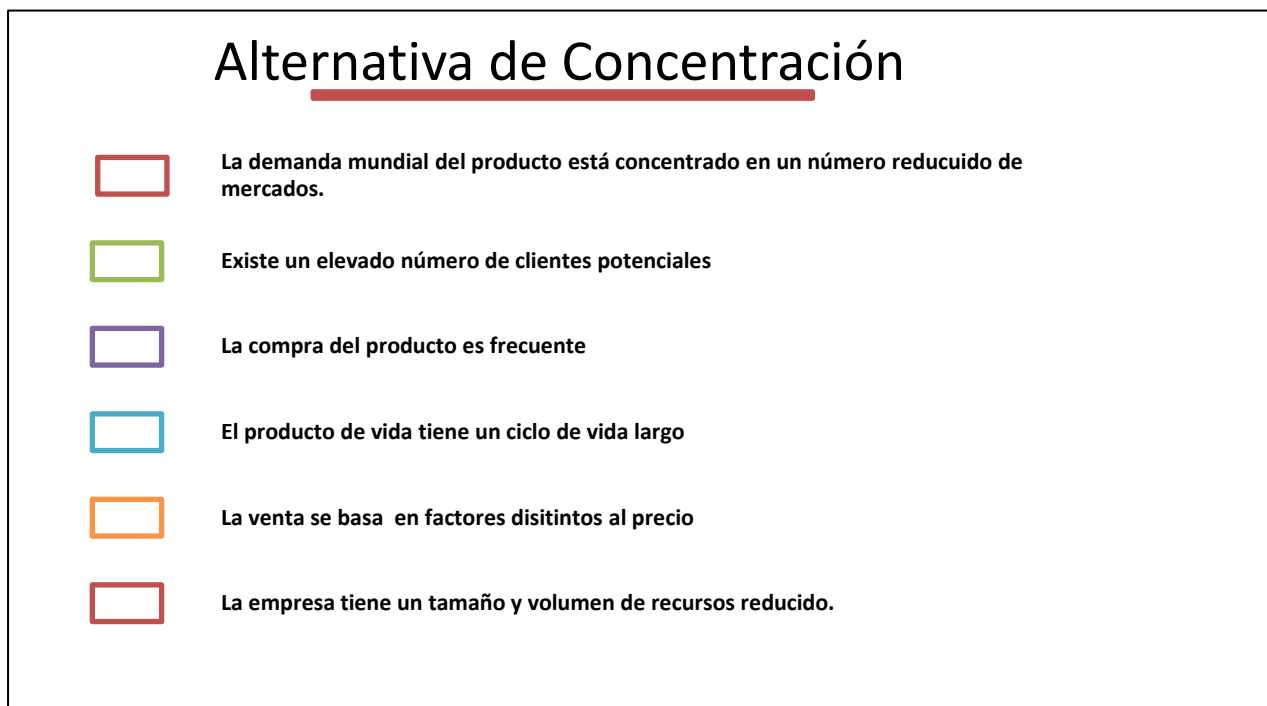 Alternativa de Concentración
La demanda mundial del producto está concentrado en un número reducuido de
mercados.
Existe un elevado número de clientes potenciales
La compra del producto es frecuente
El producto de vida tiene un ciclo de vida largo
La venta se basa  en factores disitintos al precio
La empresa tiene un tamaño y volumen de recursos reducido.